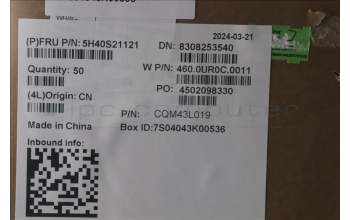 2024-03-21
(P)FRU P/N: 5H40S21121 DN: 8308253540
Quantity: 50 W P/N: 460.0UR0C.0011
(4L)Origin: CN PO: 4502098330
P/N: CQM43L019
Made in China Box ID:7S04043K00536
Inbound info: